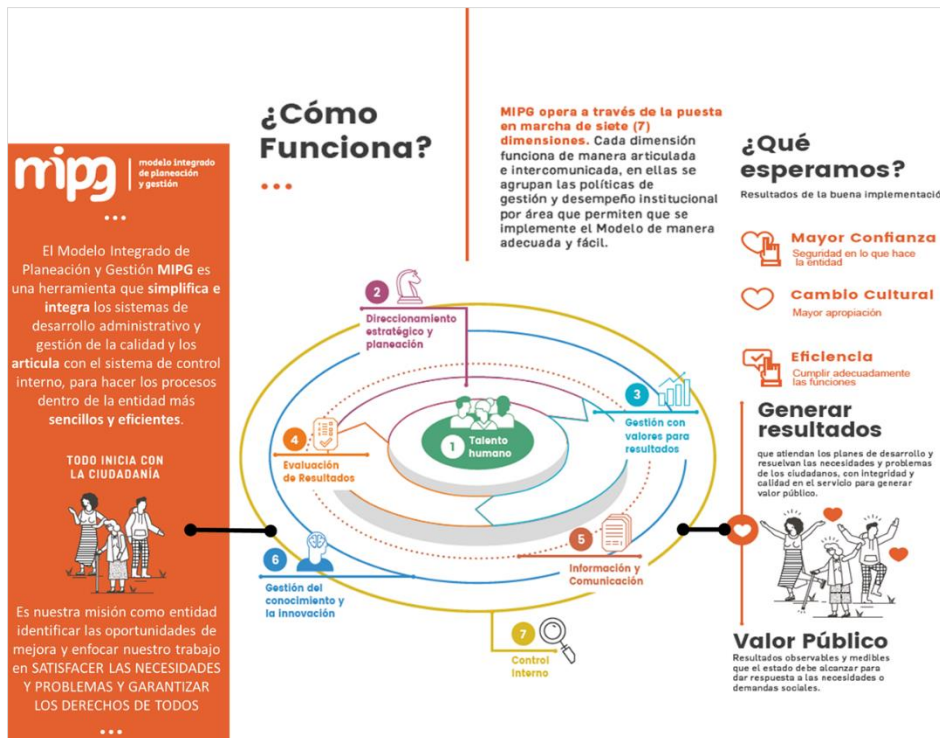 mipg
modelo integrado
de planeación
y gestión
El Modelo Integrado de
Planeación y Gestión MIPG es
una herramienta que simplifica e
integra los sistemas de
desarrollo administrativo y
gestión de la calidad y los
articula con el sistema de control
interno, para hacer los procesos
dentro de la entidad más
sencillos y eficientes.
TODO INICIA CON
LA CIUDADANÍA
Es nuestra misión como entidad
identificar las oportunidades de
mejora y enfocar nuestro trabajo
en SATISFACER LAS NECESIDADES
Y PROBLEMAS Y GARANTIZAR
LOS DERECHOS DE TODOS
¿Cómo
Funciona?
MIPG opera a través de la puesta
en marcha de siete (7)
dimensiones. Cada dimensión
funciona de manera articulada
e intercomunicada, en ellas se
agrupan las políticas de
gestión y desempeño institucional
por área que permiten que se
implemente el Modelo de manera
adecuada y fácil.
1
Talento
humano
2
Direccionamiento
estratégico y
planeación
3
Gestión con
valores para
resultados
4
Evaluación
de Resultados
5
Información y
Comunicación
6
Gestión del
conocimiento y
la innovación
7
Control
Interno
¿Qué
esperamos?
Resultados de la buena implementació
Mayor Confianza
Seguridad en lo que hace
la entidad
Cambio Cultural
Mayor apropiación
Eficiencia
Cumplir adecuadamente
las funciones
Generar
resultados
que atiendan los planes de desarrollo y
resuelvan las necesidades y problemas
de los ciudadanos, con integridad y
calidad en el servicio para generar
valor público.
Valor Público
Resultados observables y medibles
que el estado debe alcanzar para
dar respuesta a las necesidades o
demandas sociales.